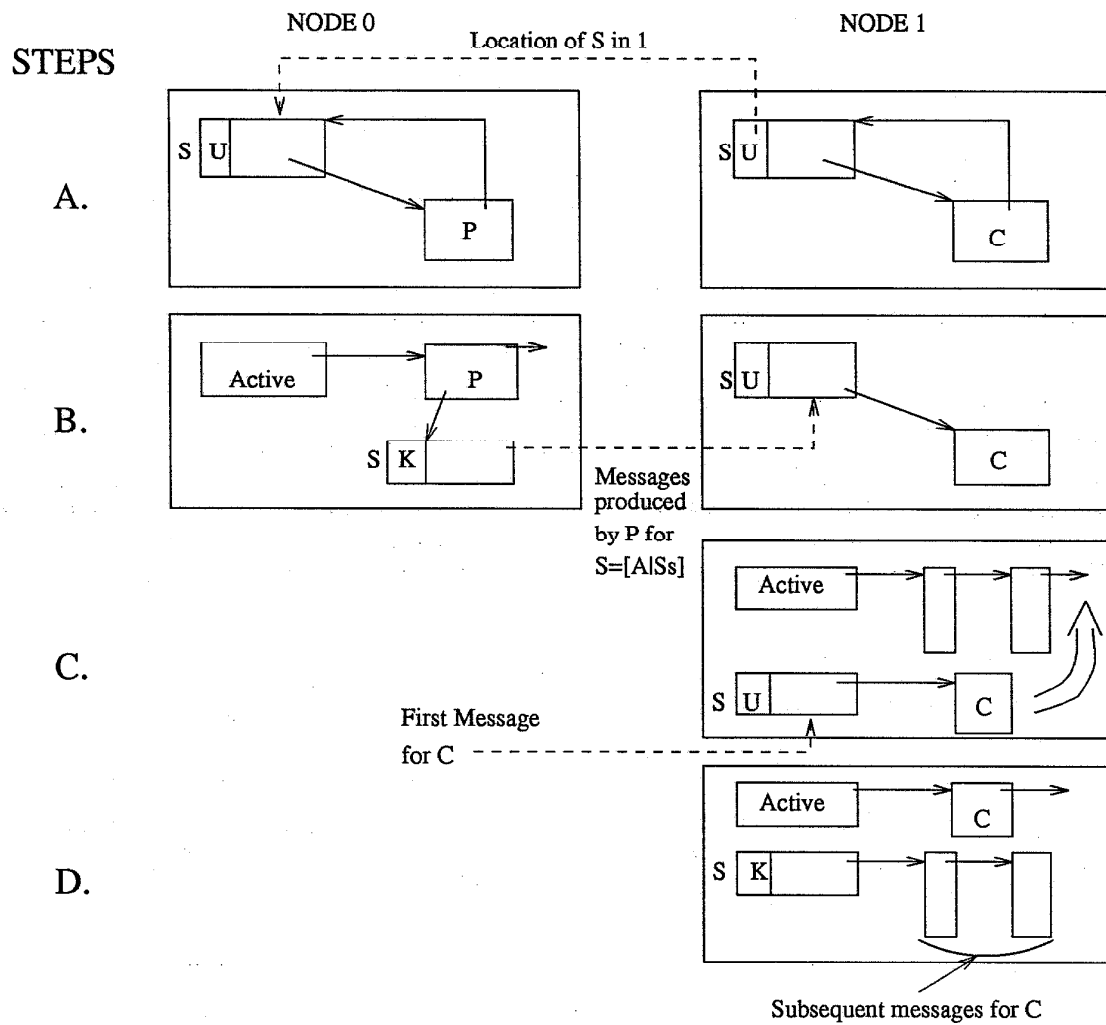 NODE 0
NODE 1
Location of S in 1
STEPS
S U
P
A.
S U
C
Active
P
S K
B.
S U
C
Messages
produced
by P for
S=[A|Ss]
Active
C.
S U
C
First Message
for C
Active
C
S K
D.
Subsequent messages for C